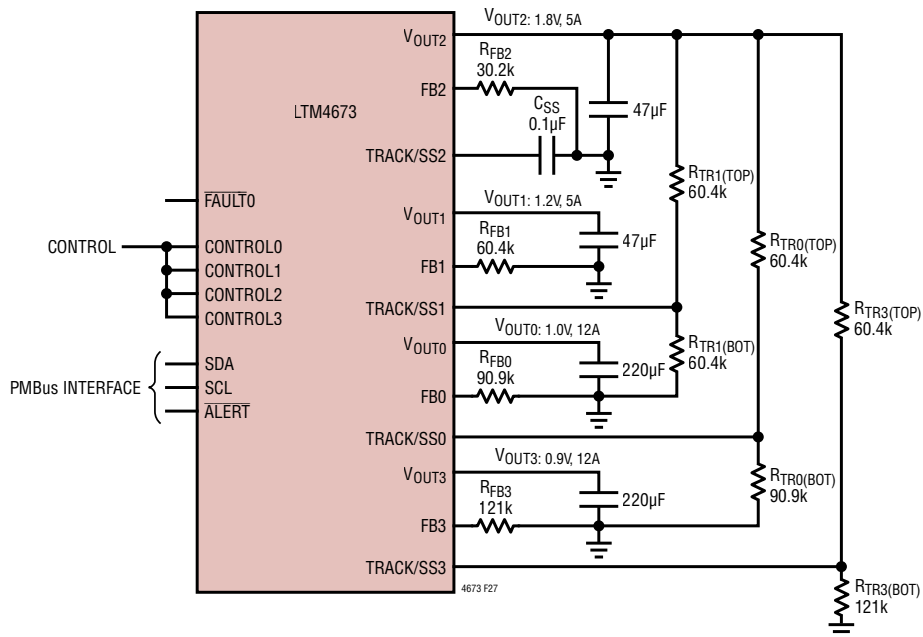 VOUT2: 1.8V, 5A
VOUT2
RFB2
30.2k
FB2
LTM4673
CSS
0.1µF
47µF
TRACK/SS2
RTR1(TOP)
60.4k
FAULT0
VOUT1: 1.2V, 5A
VOUT1
RFB1
60.4k
47µF
RTR0(TOP)
60.4k
CONTROL
CONTROL0
CONTROL1
CONTROL2
CONTROL3
FB1
TRACK/SS1
RTR3(TOP)
60.4k
VOUT0: 1.0V, 12A
VOUT0
RFB0
90.9k
220µF
RTR1(BOT)
60.4k
PMBus INTERFACE
SDA
SCL
ALERT
FB0
TRACK/SS0
VOUT3: 0.9V, 12A
VOUT3
RFB3
121k
220µF
RTR0(BOT)
90.9k
FB3
TRACK/SS3
4673 F27
RTR3(BOT)
121k